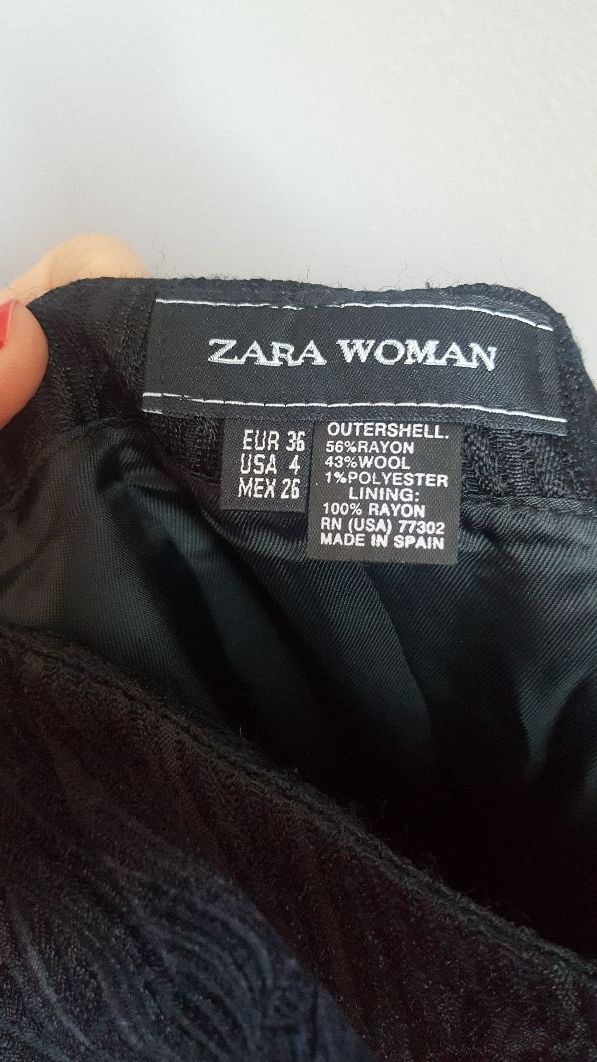 ZARA WOMAN
EUR 36
USA 4
MEX 26
OUTERSHELL.
56%RAYON
43%WOOL
1%POLYESTER
LINING:
100% RAYON
RN (USA) 77302
MADE IN SPAIN